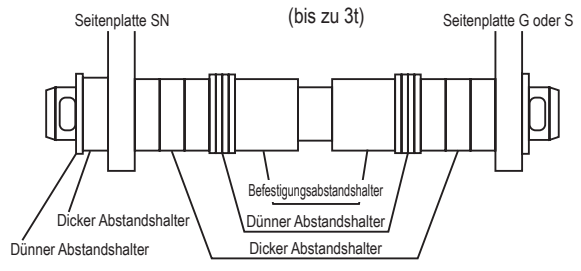 (bis zu 3t)
Seitenplatte SN
Seitenplatte G oder S
Befestigungsabstandshalter
Dicker Abstandshalter
Dünner Abstandshalter
Dünner Abstandshalter
Dicker Abstandshalter